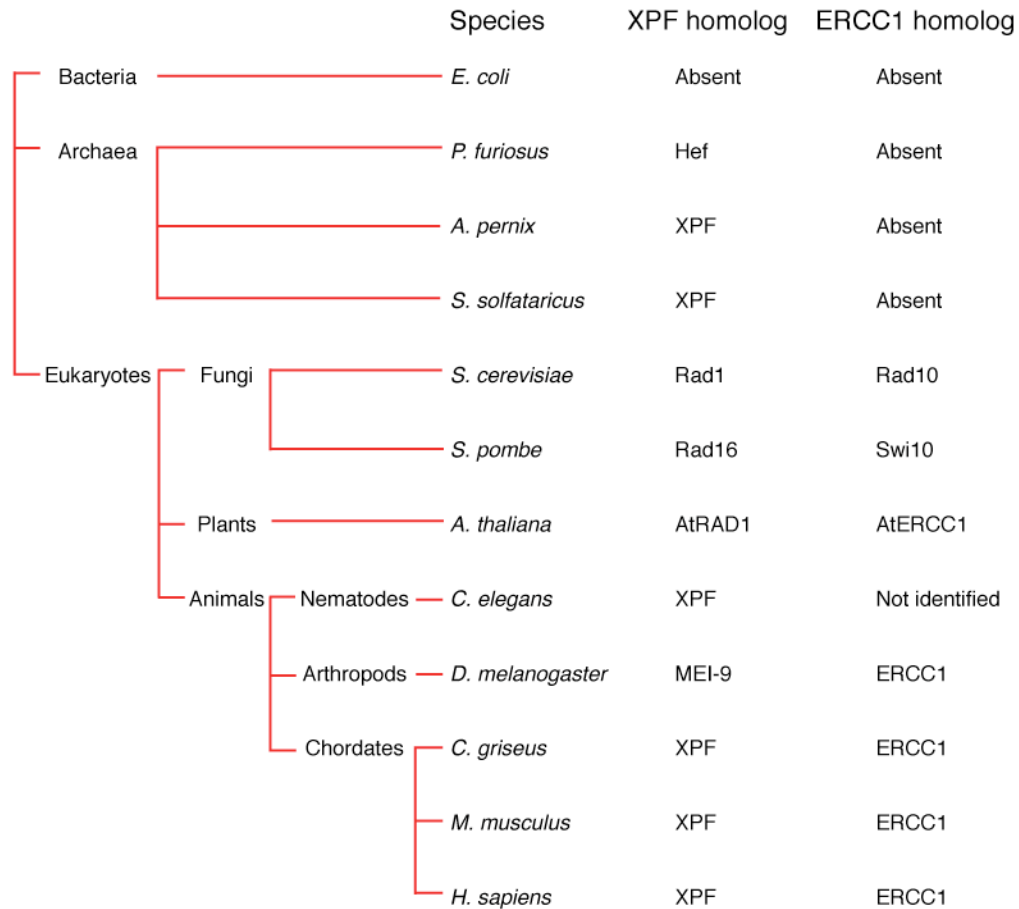 Species XPF homolog ERCC1 homolog
Bacteria E. coli Absent Absent
Archaea P. furiosus Hef Absent
A. pernix XPF Absent
S. solfataricus XPF Absent
Eukaryotes Fungi S. cerevisiae Rad1 Rad10
S. pombe Rad16 Swi10
Plants A. thaliana AtRAD1 AtERCC1
Animals Nematodes C. elegans XPF Not identified
Arthropods D. melanogaster MEI-9 ERCC1
Chordates C. griseus XPF ERCC1
M. musculus XPF ERCC1
H. sapiens XPF ERCC1